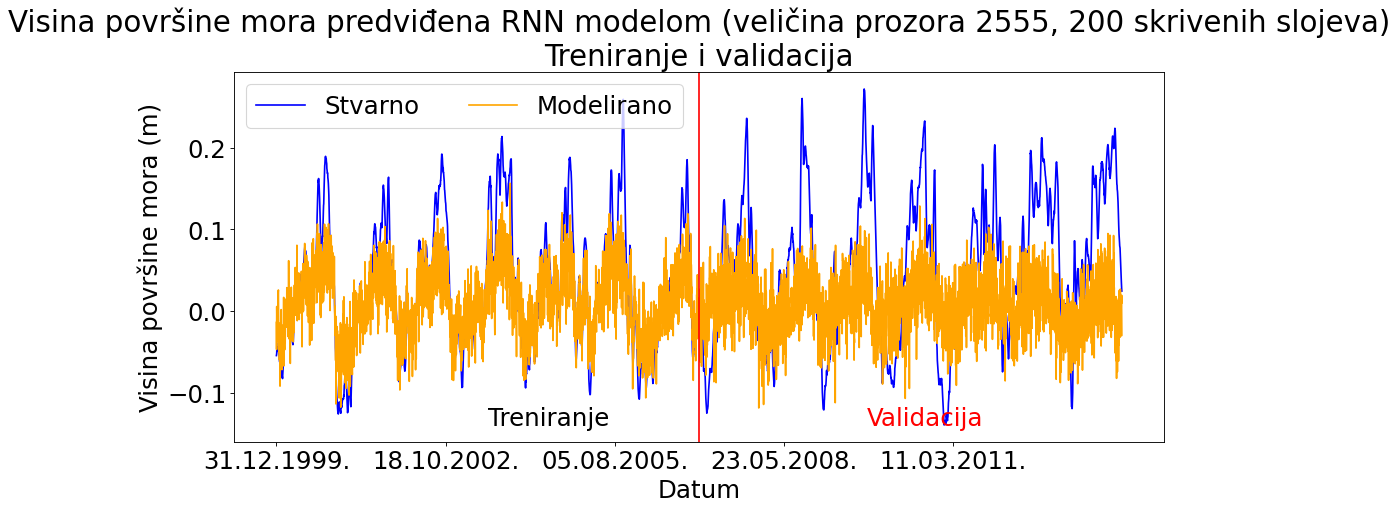 Visina površine mora predviđena RNN modelom (veličina prozora 2555, 200 skrivenih slojeva)
Treniranje i validacija
Stvarno
Modelirano
Visina površine mora (m)
0.2
0.1
0.0
−0.1
Treniranje
Validacija
31.12.1999.
18.10.2002.
05.08.2005.
23.05.2008.
11.03.2011.
Datum